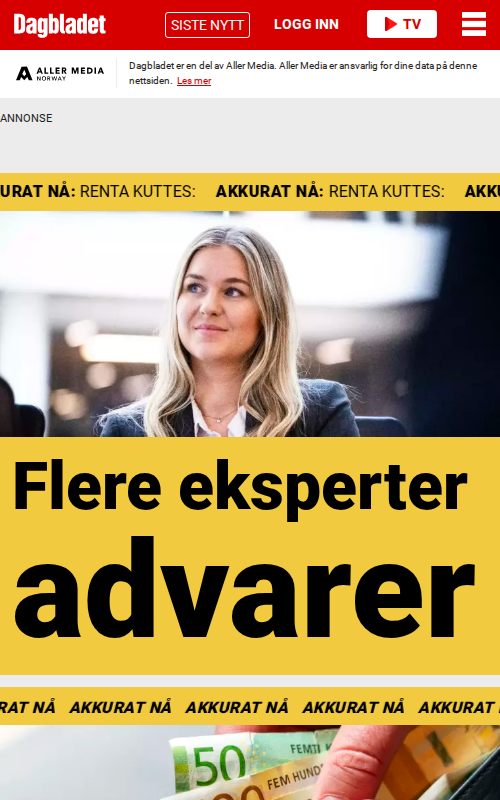 Dagbladet
SISTE NYTT
LOGG INN
TV
ALLER MEDIA
NORWAY
Dagbladet er en del av Aller Media. Aller Media er ansvarlig for dine data på denne
nettsiden. Les mer
ANNONSE
URAT NÅ: RENTA KUTTES: AKKURAT NÅ: RENTA KUTTES: AKKU
Flere eksperter
advarer
RAT NÅ AKKURAT NÅ AKKURAT NÅ AKKURAT NÅ AKKURAT
50 FEMTI K
FEM HUND